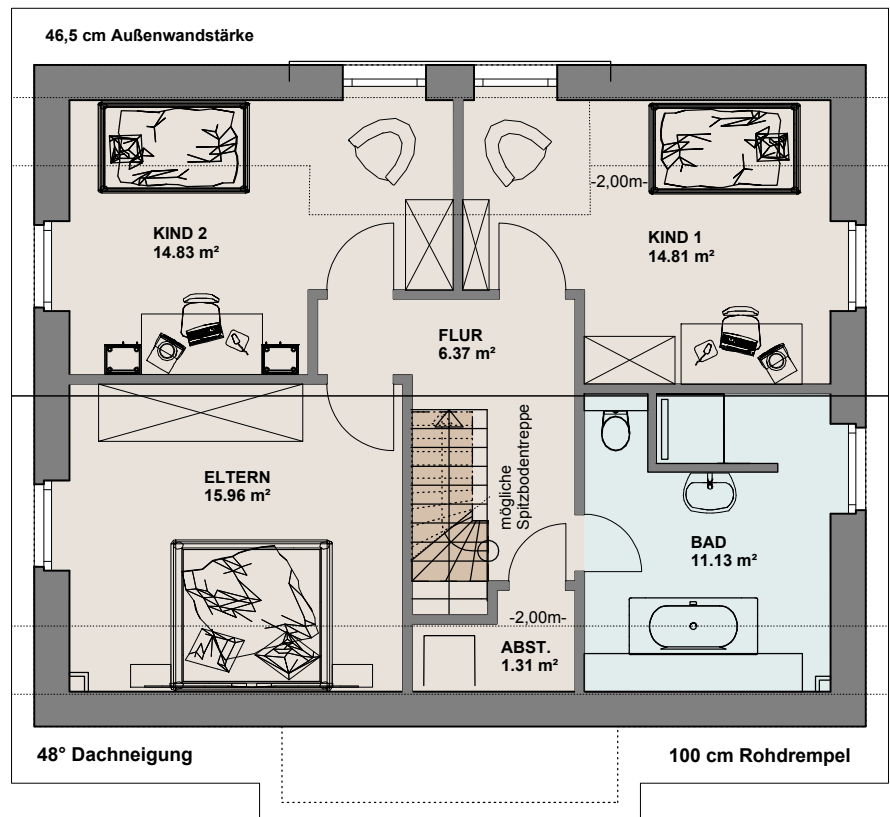 46,5 cm Außenwandstärke
-2,00m-
KIND 2
14.83 m²
KIND 1
14.81 m²
FLUR
6.37 m²
ELTERN
15.96 m²
mögliche
Spitzbodentreppe
BAD
11.13 m²
-2,00m-
ABST.
1.31 m²
48° Dachneigung
100 cm Rohdrempel